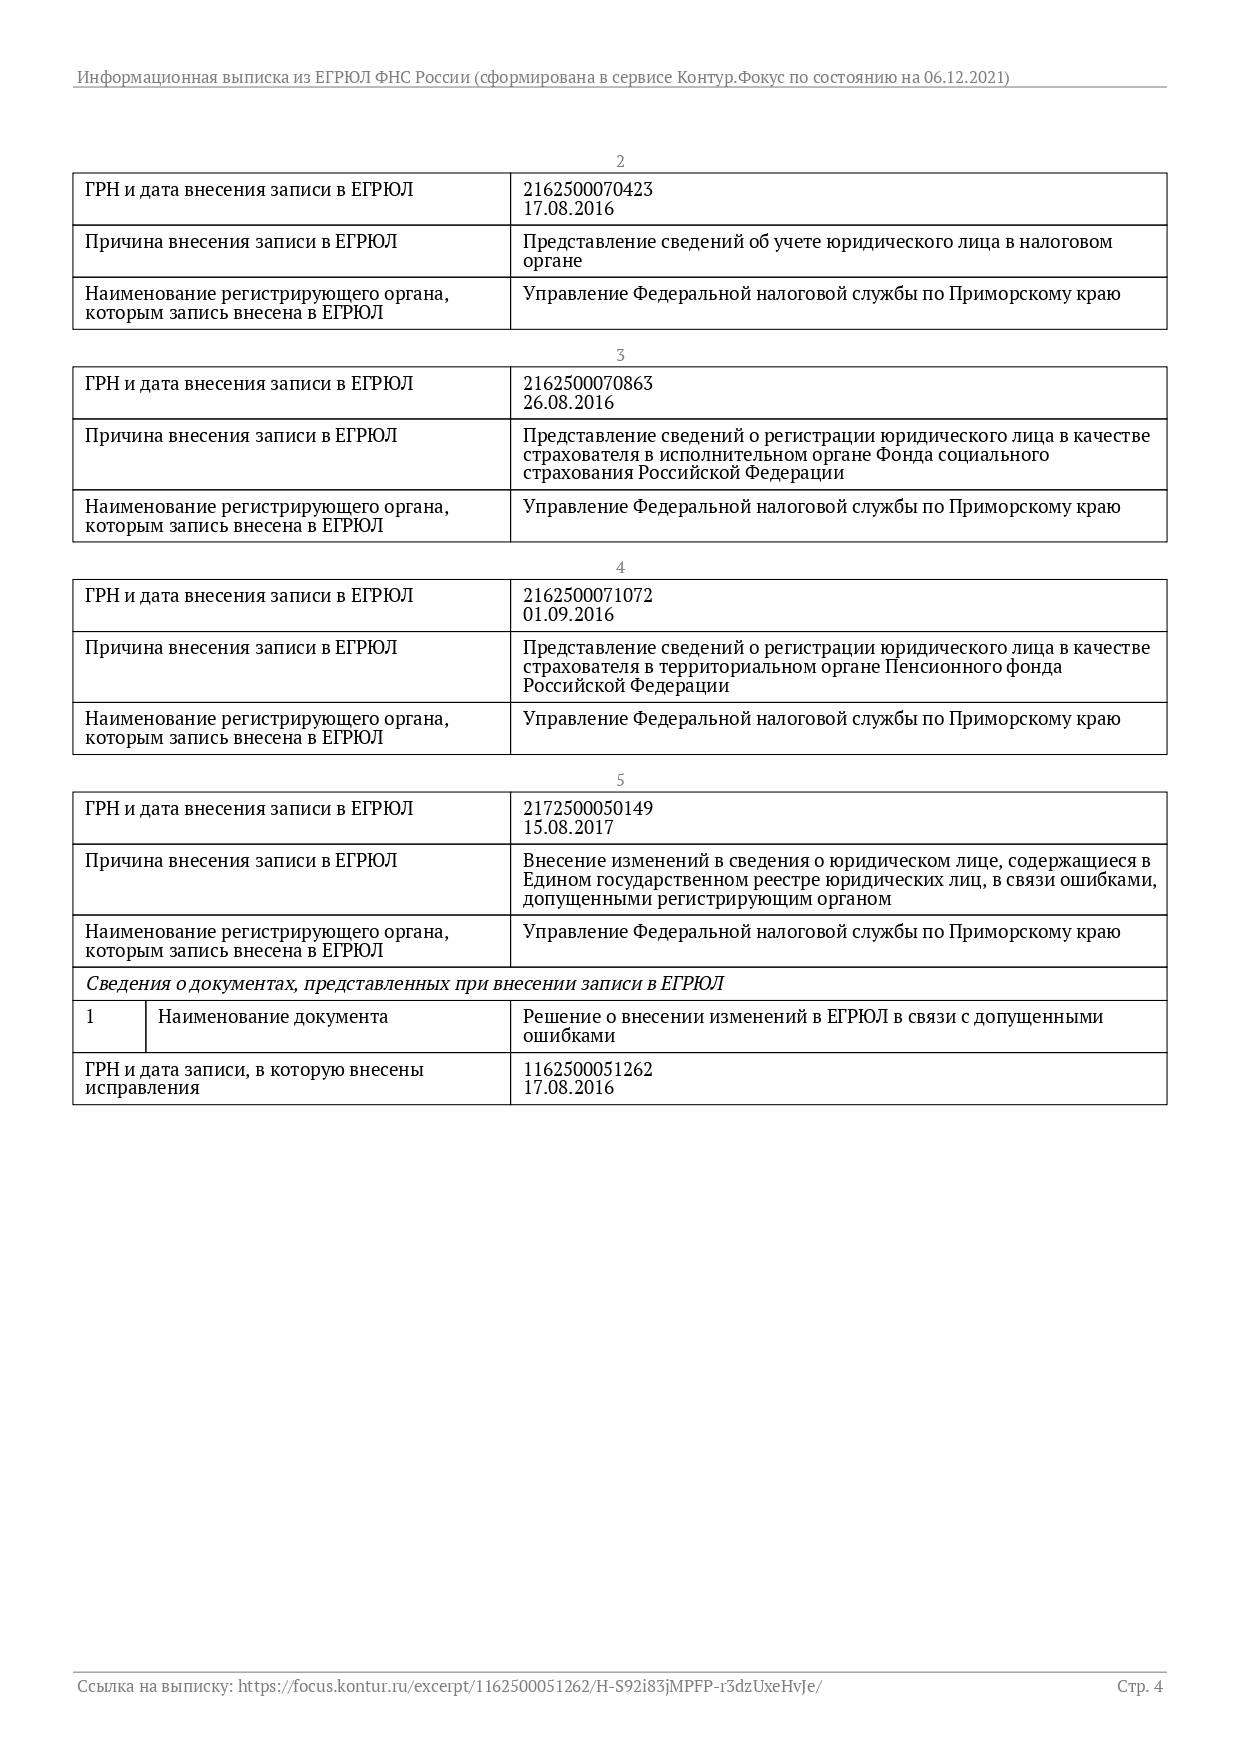 Информационная выписка из ЕГРЮЛ ФНС России (сформирована в сервисе Контур.Фокус по состоянию на 06.12.2021)
2
ГРН и дата внесения записи в ЕГРЮЛ
2162500070423
17.08.2016
Причина внесения записи в ЕГРЮЛ
Представление сведений об учете юридического лица в налоговом
органе
Наименование регистрирующего органа,
которым запись внесена в ЕГРЮЛ
Управление Федеральной налоговой службы по Приморскому краю
3
ГРН и дата внесения записи в ЕГРЮЛ
2162500070863
26.08.2016
Причина внесения записи в ЕГРЮЛ
Представление сведений о регистрации юридического лица в качестве
страхователя в исполнительном органе Фонда социального
страхования Российской Федерации
Наименование регистрирующего органа,
которым запись внесена в ЕГРЮЛ
Управление Федеральной налоговой службы по Приморскому краю
4
ГРН и дата внесения записи в ЕГРЮЛ
2162500071072
01.09.2016
Причина внесения записи в ЕГРЮЛ
Представление сведений о регистрации юридического лица в качестве
страхователя в территориальном органе Пенсионного фонда
Российской Федерации
Наименование регистрирующего органа,
которым запись внесена в ЕГРЮЛ
Управление Федеральной налоговой службы по Приморскому краю
5
ГРН и дата внесения записи в ЕГРЮЛ
2172500050149
15.08.2017
Причина внесения записи в ЕГРЮЛ
Внесение изменений в сведения о юридическом лице, содержащиеся в
Едином государственном реестре юридических лиц, в связи ошибками,
допущенными регистрирующим органом
Наименование регистрирующего органа,
которым запись внесена в ЕГРЮЛ
Управление Федеральной налоговой службы по Приморскому краю
Сведения о документах, представленных при внесении записи в ЕГРЮЛ
1
Наименование документа
Решение о внесении изменений в ЕГРЮЛ в связи с допущенными
ошибками
ГРН и дата записи, в которую внесены
исправления
1162500051262
17.08.2016
Ссылка на выписку: https://focus.kontur.ru/excerpt/1162500051262/H-S92i83jMPFP-r3dzUxeHvJe/
Стр. 4